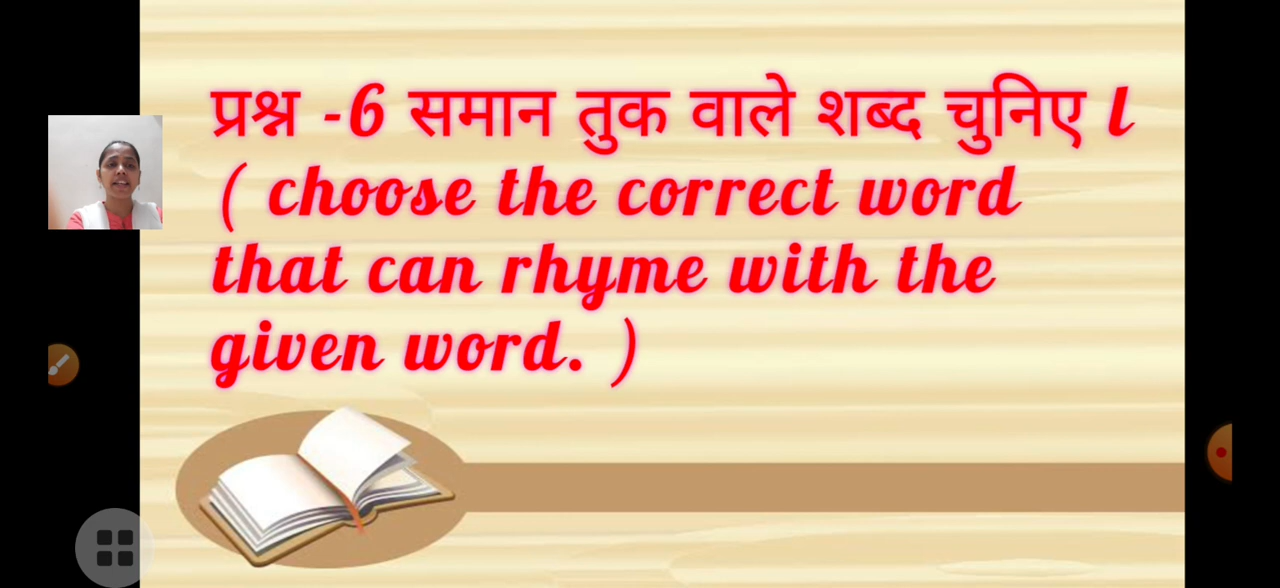 प्रश्न -6 समान तुक वाले शब्द चुनिए l
( choose the correct word
that can rhyme with the
given word. )